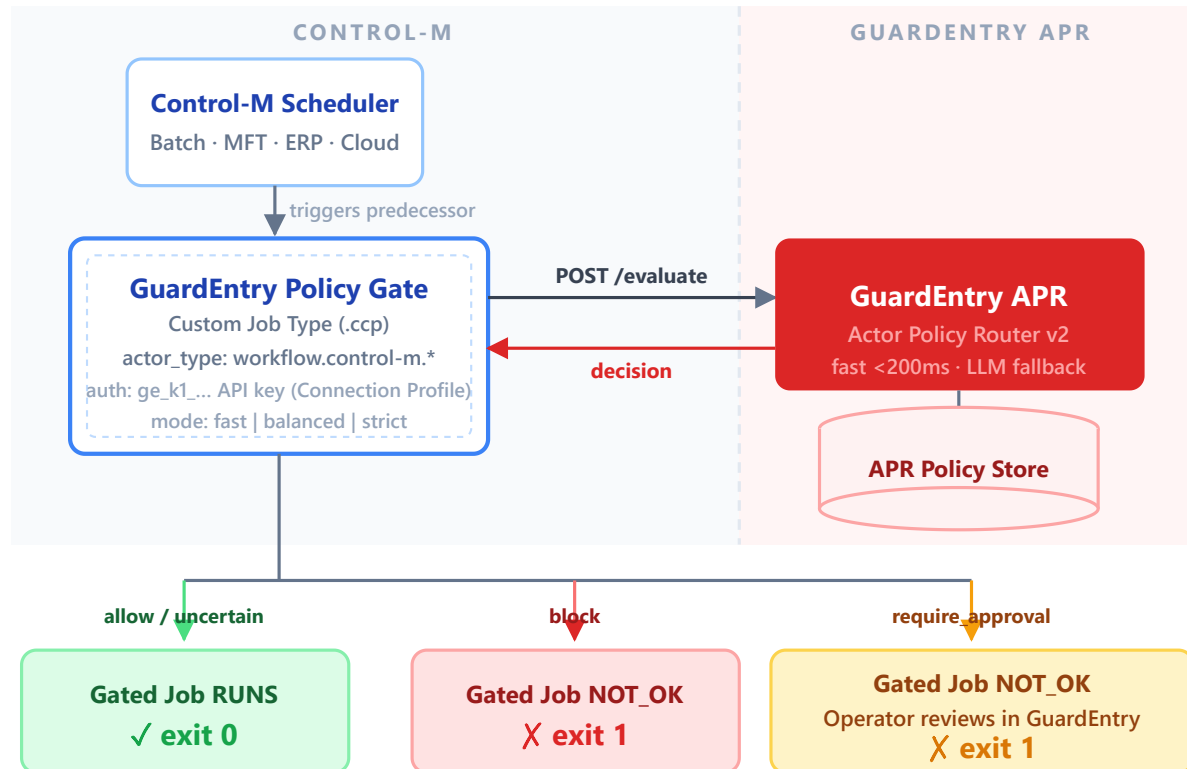 CONTROL-M
GUARDENTRY APR
Control-M Scheduler
Batch · MFT · ERP · Cloud
triggers predecessor
GuardEntry Policy Gate
Custom Job Type (.ccp)
actor_type: workflow.control-m.*
auth: ge_k1_... API key (Connection Profile)
mode: fast | balanced | strict
POST /evaluate
decision
GuardEntry APR
Actor Policy Router v2
fast <200ms · LLM fallback
APR Policy Store
allow / uncertain
block
require_approval
Gated Job RUNS
✓ exit 0
Gated Job NOT_OK
✗ exit 1
Gated Job NOT_OK
Operator reviews in GuardEntry
✗ exit 1